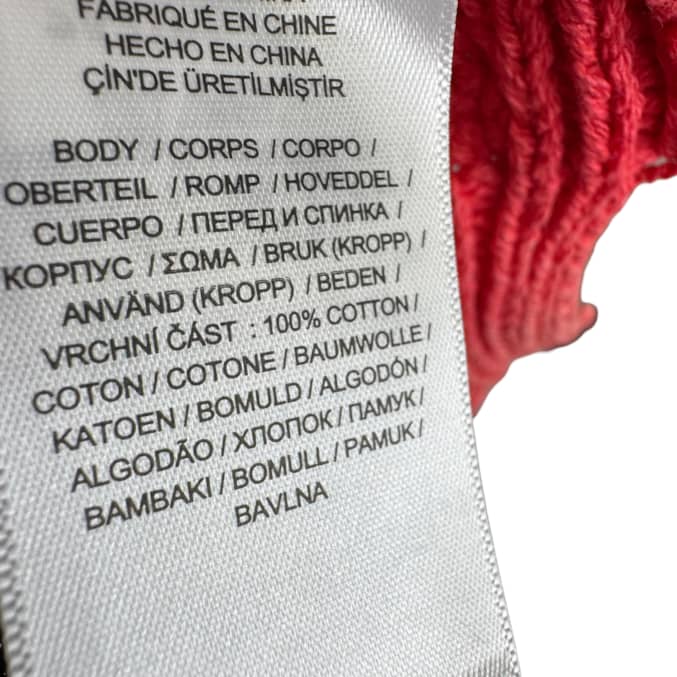 FABRIQUÉ EN CHINE
HECHO EN CHINA
ÇİN'DE ÜRETİLMİŞTİR
BODY / CORPS / CORPO /
OBERTEIL / ROMP / HOVEDDEL /
CUERPO / ПЕРЕД И СПИНКА /
КОРПУС / ΣΩΜΑ / BRUK (KROPP) /
ANVÄND (KROPP) / BEDEN /
VRCHNÍ ČÁST : 100% COTTON /
COTON / COTONE / BAUMWOLLE /
KATOEN / BOMULD / ALGODÓN /
ALGODÃO / ХЛОПОК / ПАМУК /
BAMBAKI / BOMULL / PAMUK /
BAVLNA